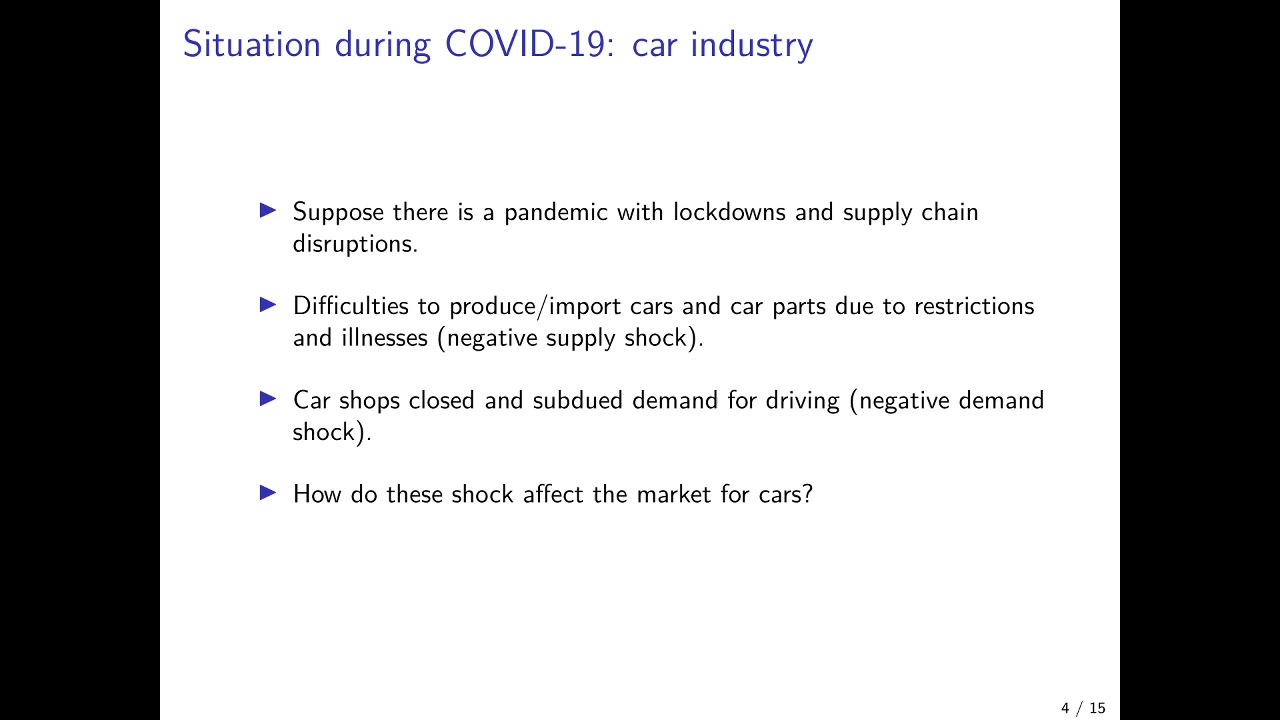 Situation during COVID-19: car industry
Suppose there is a pandemic with lockdowns and supply chain
disruptions.
Difficulties to produce/import cars and car parts due to restrictions
and illnesses (negative supply shock).
Car shops closed and subdued demand for driving (negative demand
shock).
How do these shock affect the market for cars?
4 / 15